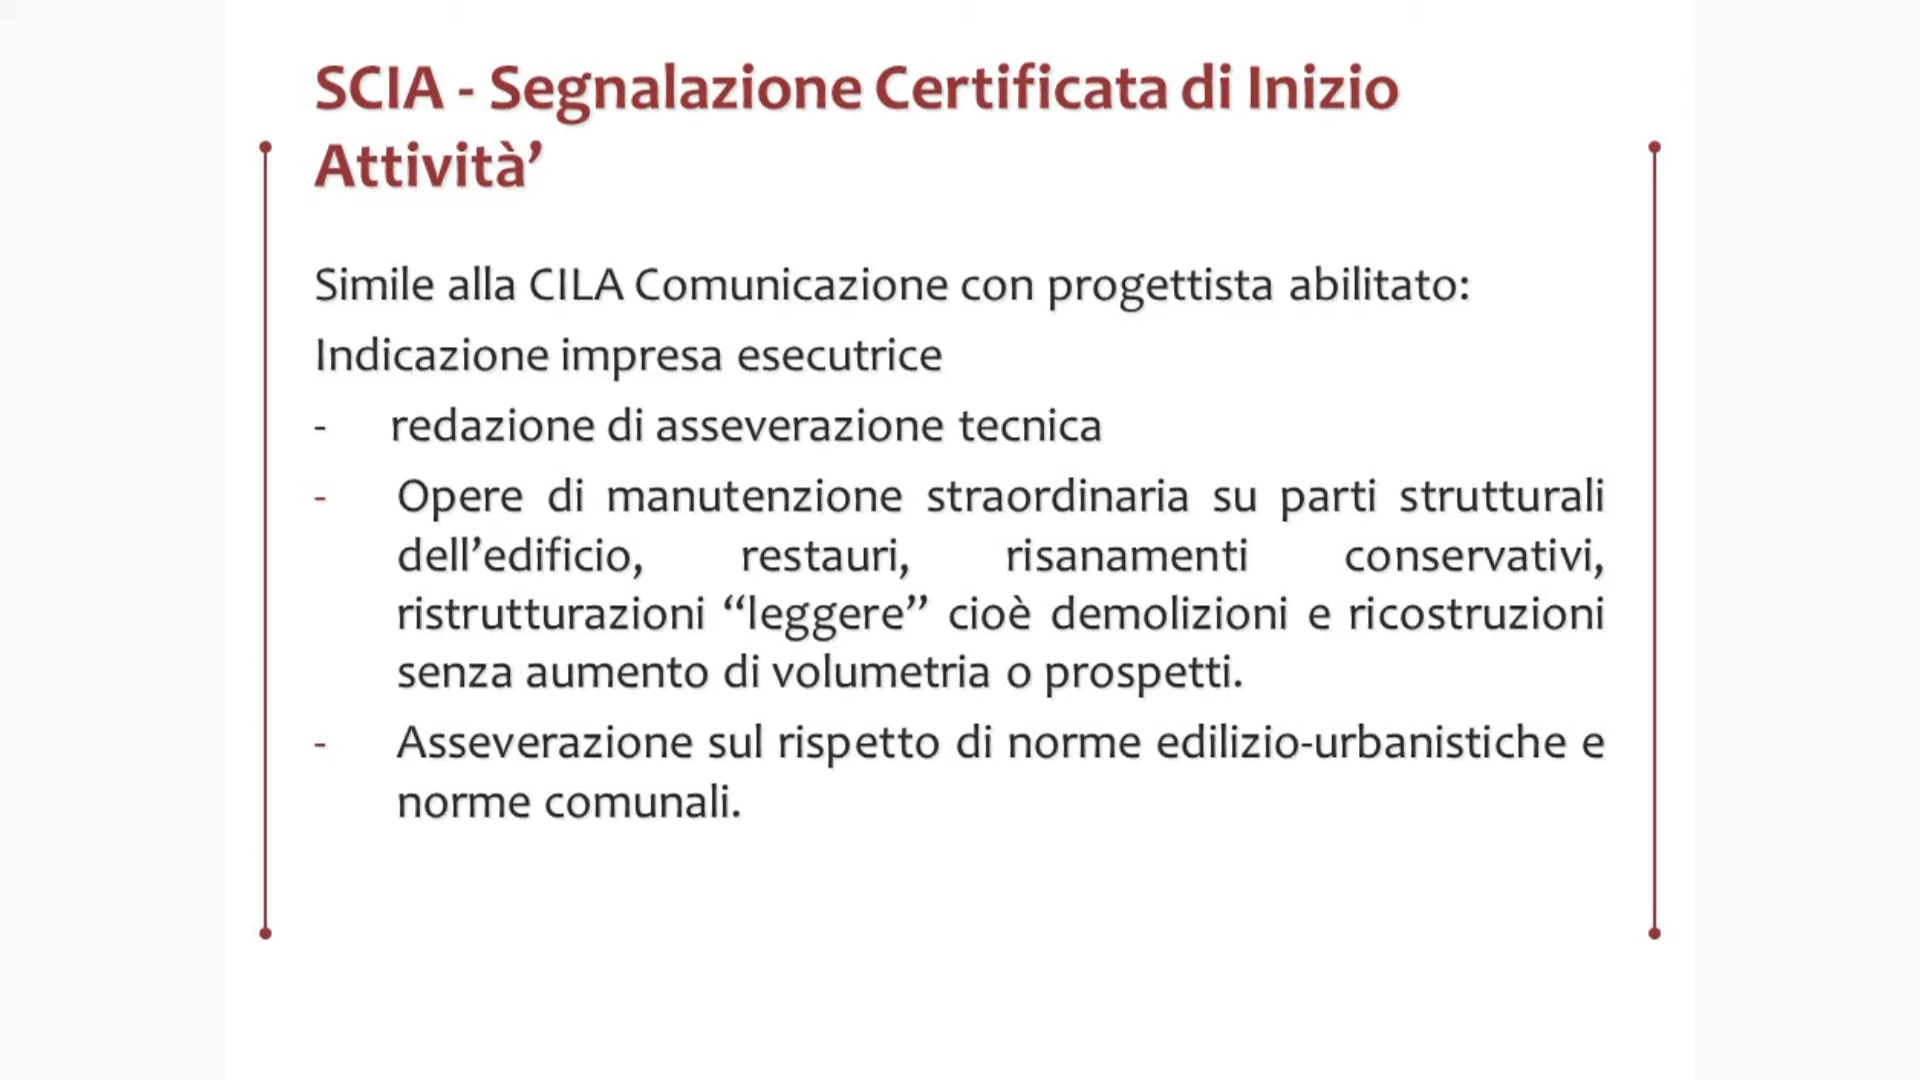 SCIA - Segnalazione Certificata di Inizio
Attività’
Simile alla CILA Comunicazione con progettista abilitato:
Indicazione impresa esecutrice
- redazione di asseverazione tecnica
- Opere di manutenzione straordinaria su parti strutturali
dell’edificio, restauri, risanamenti conservativi,
ristrutturazioni “leggere” cioè demolizioni e ricostruzioni
senza aumento di volumetria o prospetti.
- Asseverazione sul rispetto di norme edilizio-urbanistiche e
norme comunali.